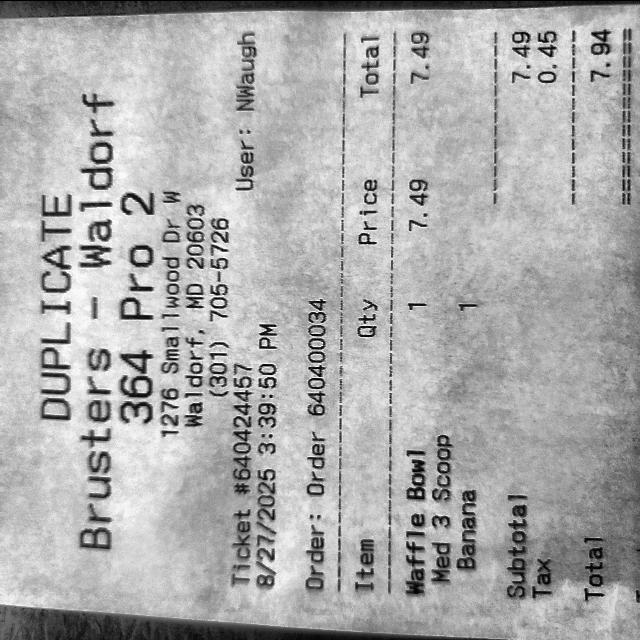 DUPLICATE
Brusters - Waldorf
364 Pro 2
1276 Smallwood Dr W
Waldorf, MD 20603
(301) 705-5726
Ticket #640424457
8/27/2025 3:39:50 PM User: NWaugh
Order: Order 640400034
Item Qty Price Total
Waffle Bowl 1 7.49 7.49
Med 3 Scoop
Banana 1
Subtotal 7.49
Tax 0.45
Total 7.94